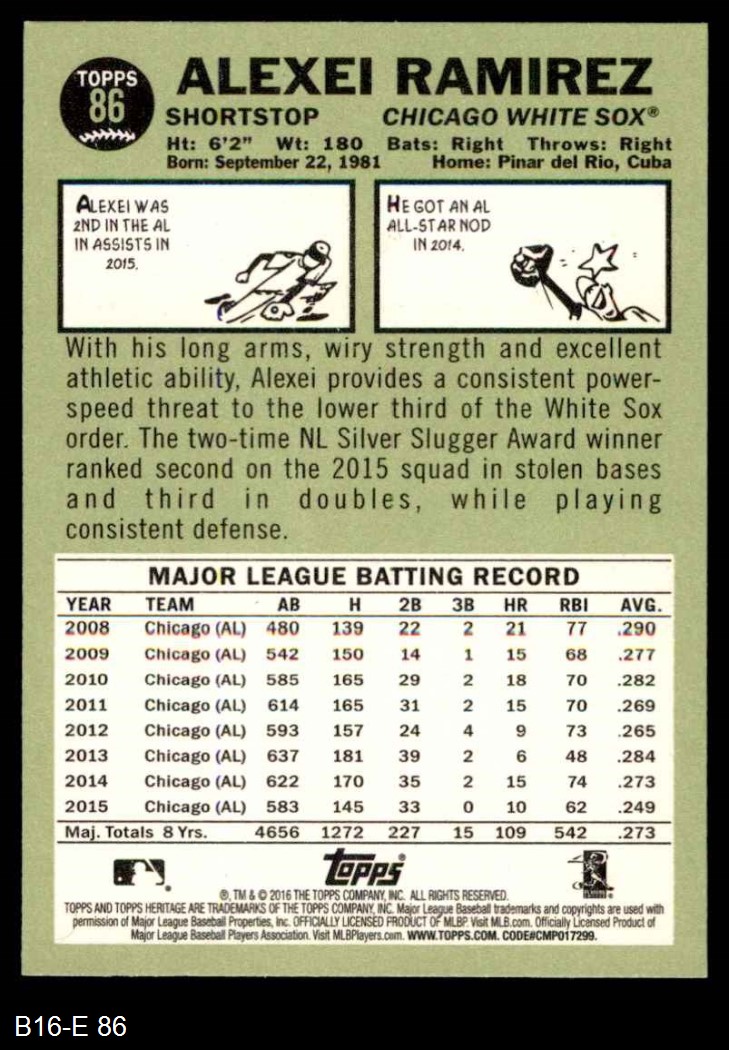 TOPPS
86
ALEXEI RAMIREZ
SHORTSTOP CHICAGO WHITE SOX®
Ht: 6'2" Wt: 180 Bats: Right Throws: Right
Born: September 22, 1981 Home: Pinar del Rio, Cuba
ALEXEI WAS
2ND IN THE AL
IN ASSISTS IN
2015.
HE GOT AN AL
ALL-STAR NOD
IN 2014.
With his long arms, wiry strength and excellent
athletic ability, Alexei provides a consistent power-
speed threat to the lower third of the White Sox
order. The two-time NL Silver Slugger Award winner
ranked second on the 2015 squad in stolen bases
and third in doubles, while playing
consistent defense.
MAJOR LEAGUE BATTING RECORD
YEAR TEAM AB H 2B 3B HR RBI AVG.
2008 Chicago (AL) 480 139 22 2 21 77 .290
2009 Chicago (AL) 542 150 14 1 15 68 .277
2010 Chicago (AL) 585 165 29 2 18 70 .282
2011 Chicago (AL) 614 165 31 2 15 70 .269
2012 Chicago (AL) 593 157 24 4 9 73 .265
2013 Chicago (AL) 637 181 39 2 6 48 .284
2014 Chicago (AL) 622 170 35 2 15 74 .273
2015 Chicago (AL) 583 145 33 0 10 62 .249
Maj. Totals 8 Yrs. 4656 1272 227 15 109 542 .273
Topps®
®, TM & © 2016 THE TOPPS COMPANY, INC. ALL RIGHTS RESERVED.
TOPPS AND TOPPS HERITAGE ARE TRADEMARKS OF THE TOPPS COMPANY, INC. Major League Baseball trademarks and copyrights are used with
permission of Major League Baseball Properties, Inc. OFFICIALLY LICENSED PRODUCT OF MLBP. Visit MLB.com. Officially Licensed Product of
Major League Baseball Players Association. Visit MLBPlayers.com. WWW.TOPPS.COM. CODE#CMP017299.
B16-E 86